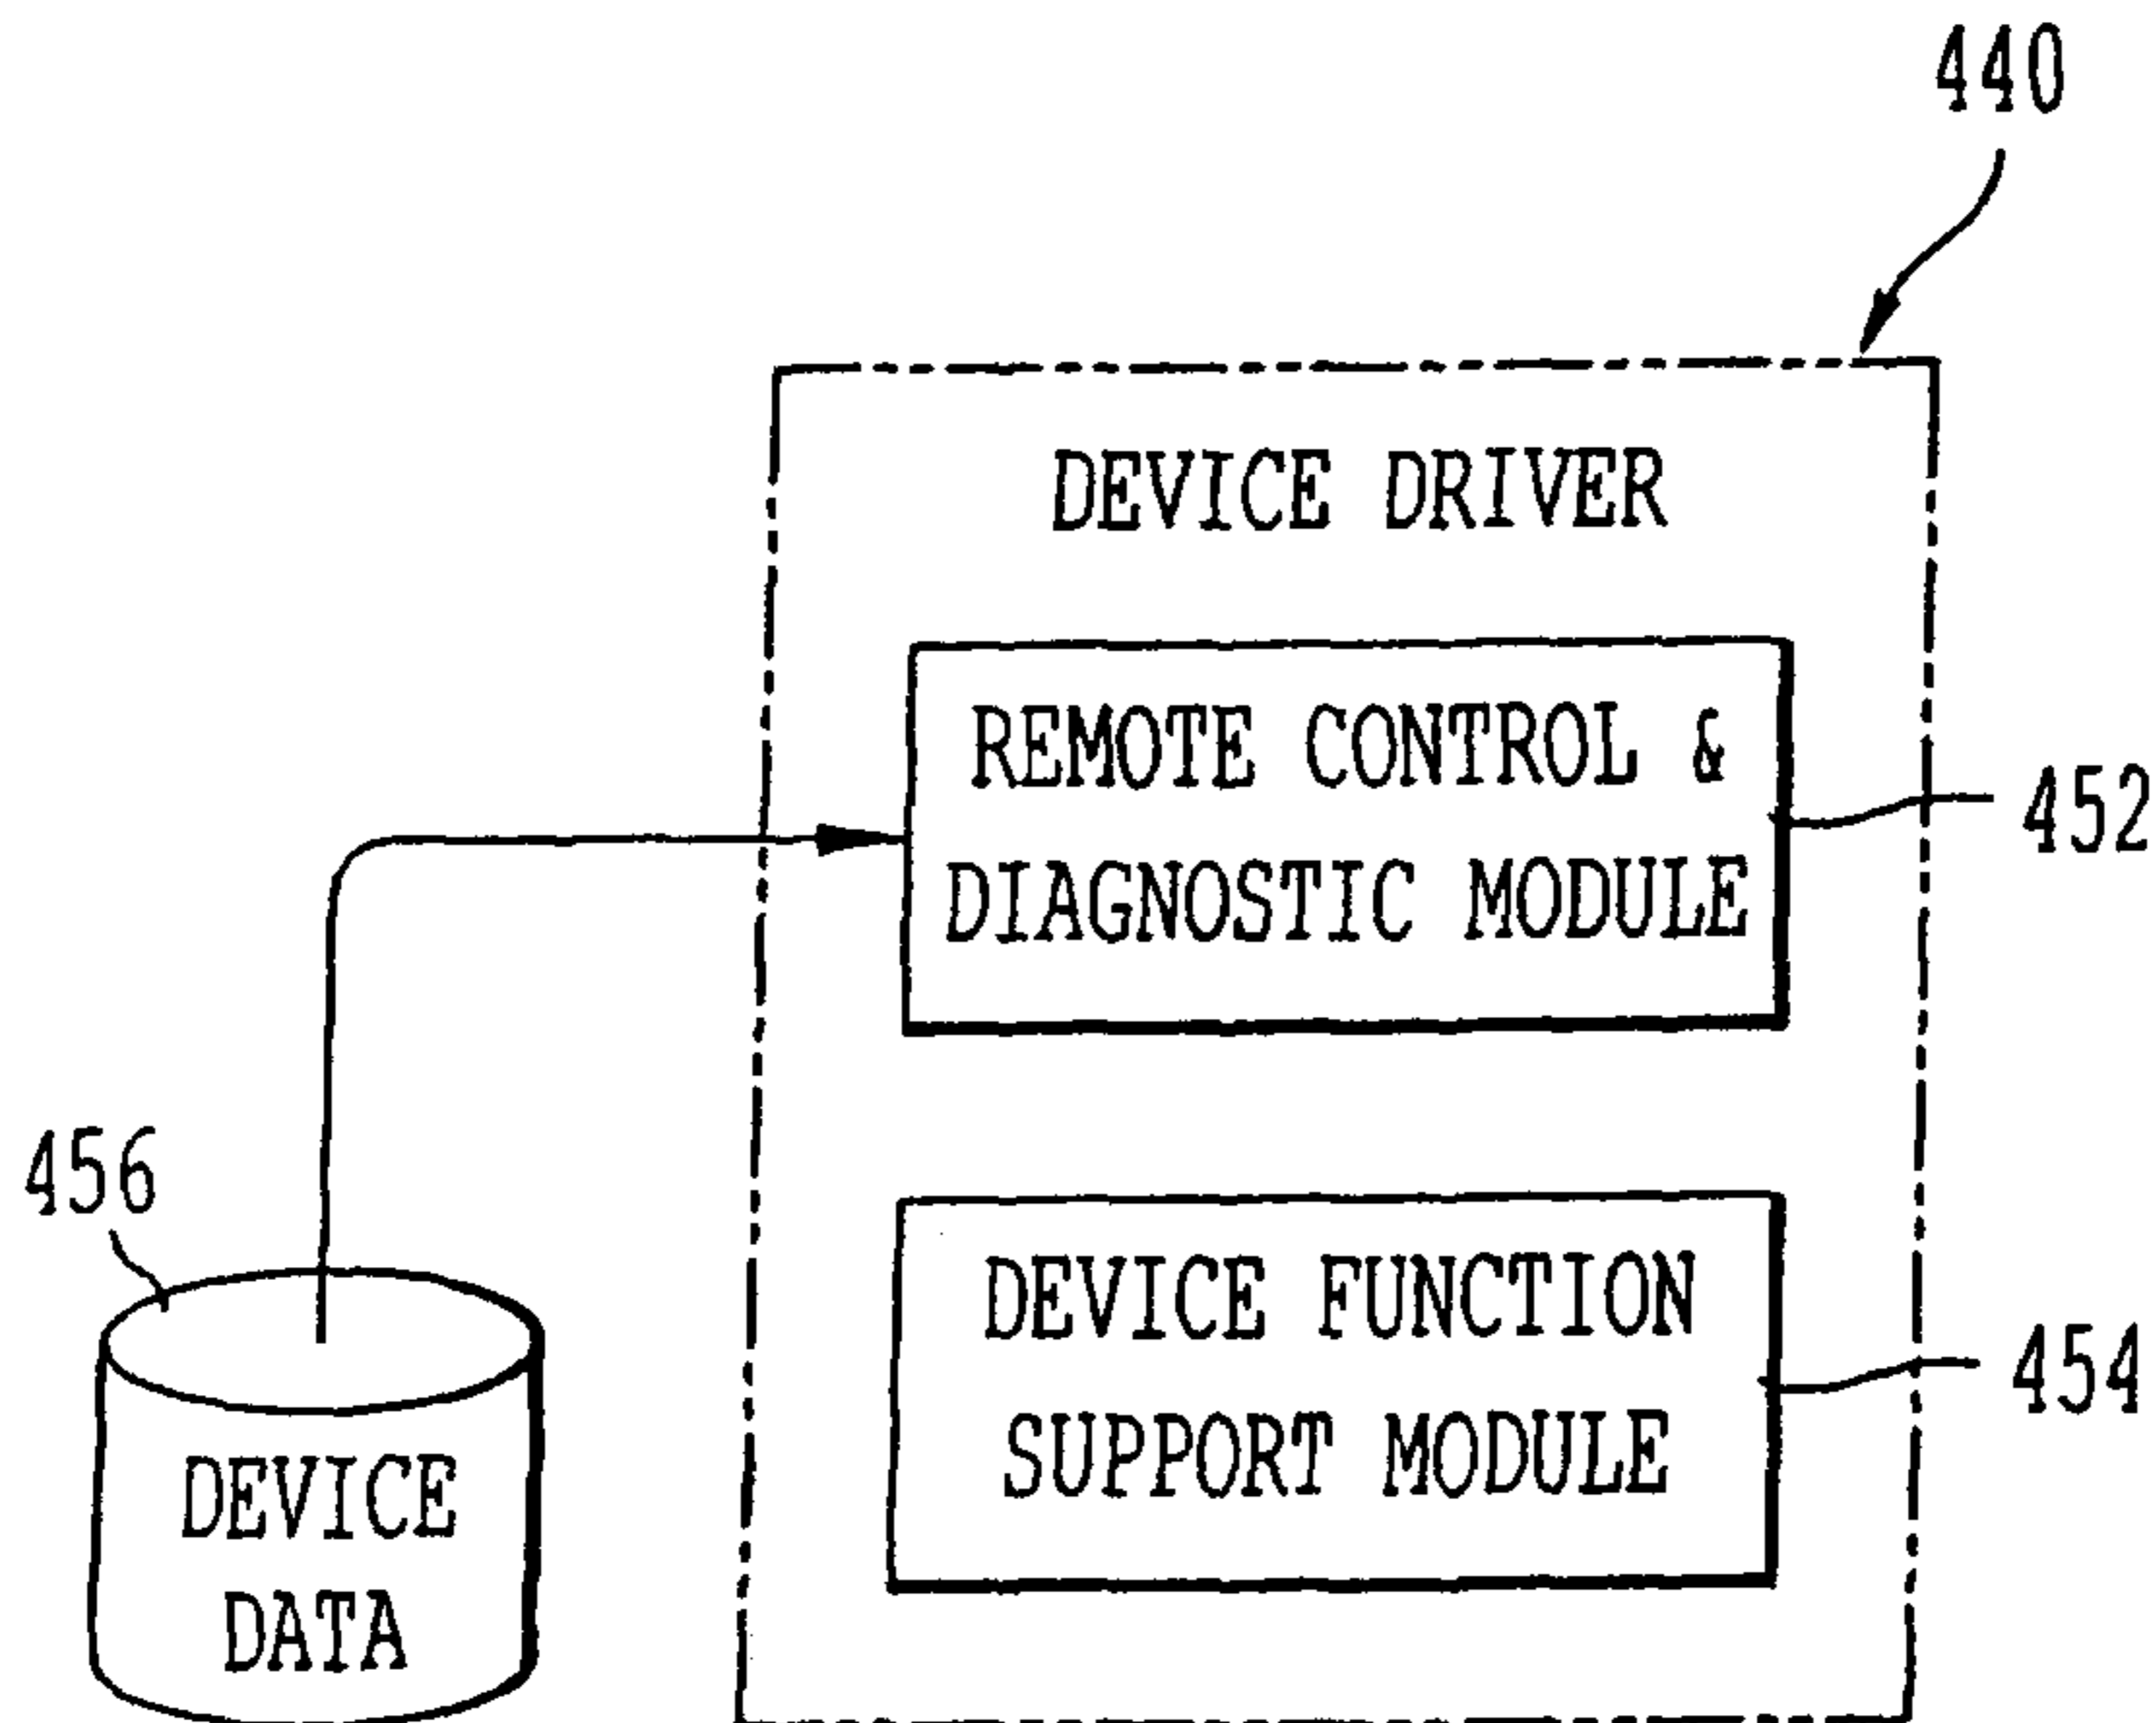 440
DEVICE DRIVER
REMOTE CONTROL &
DIAGNOSTIC MODULE
452
456
DEVICE FUNCTION
SUPPORT MODULE
454
DEVICE
DATA